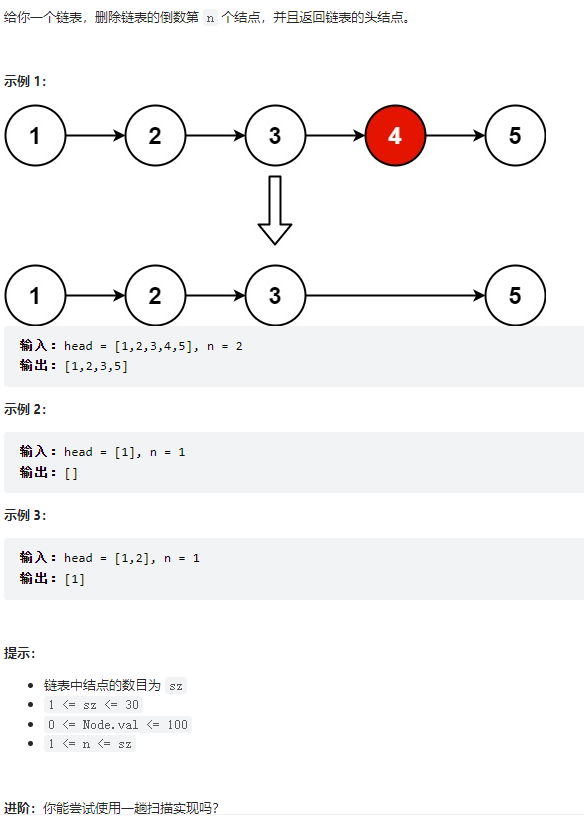 给你一个链表，删除链表的倒数第 n 个结点，并且返回链表的头结点。
示例 1：
1 2 3 4 5
1 2 3 5
输入：head = [1,2,3,4,5], n = 2
输出：[1,2,3,5]
示例 2：
输入：head = [1], n = 1
输出：[]
示例 3：
输入：head = [1,2], n = 1
输出：[1]
提示：
链表中结点的数目为 sz
1 <= sz <= 30
0 <= Node.val <= 100
1 <= n <= sz
进阶：你能尝试使用一趟扫描实现吗？